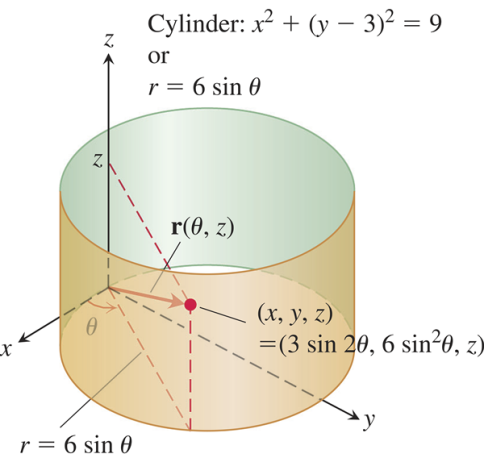 Cylinder: x² + (y − 3)² = 9
or
r = 6 sin θ
z
z
r(θ, z)
(x, y, z)
=(3 sin 2θ, 6 sin²θ, z)
θ
x
y
r = 6 sin θ